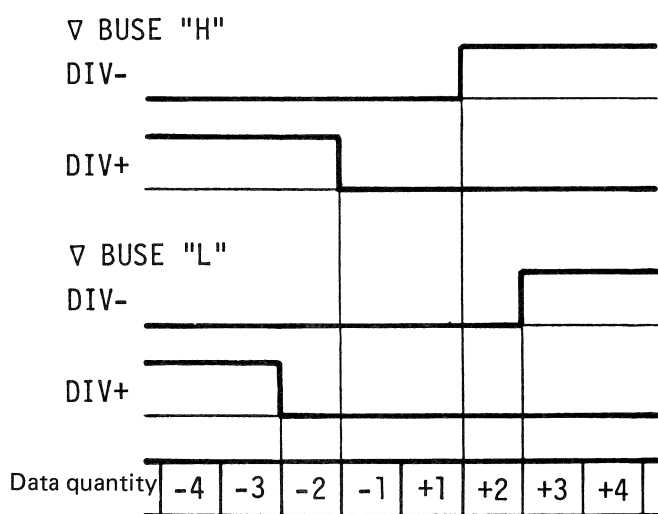 ∇ BUSE "H"
DIV-
DIV+
∇ BUSE "L"
DIV-
DIV+
Data quantity -4 -3 -2 -1 +1 +2 +3 +4